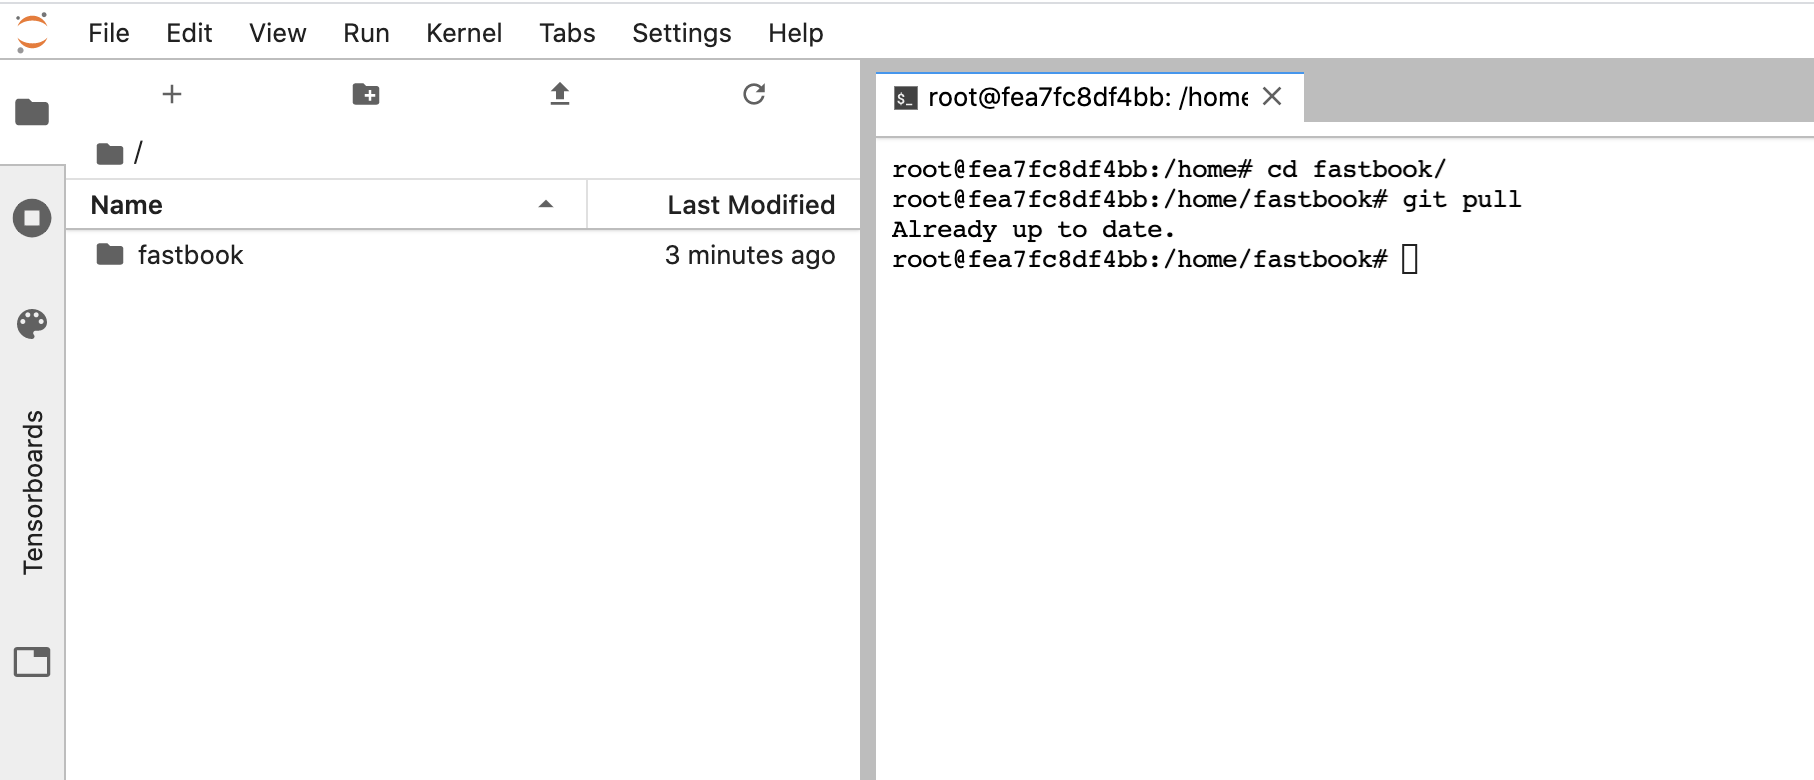 File Edit View Run Kernel Tabs Settings Help
/
Name Last Modified
fastbook 3 minutes ago
Tensorboards
$_ root@fea7fc8df4bb: /home
root@fea7fc8df4bb:/home# cd fastbook/
root@fea7fc8df4bb:/home/fastbook# git pull
Already up to date.
root@fea7fc8df4bb:/home/fastbook#